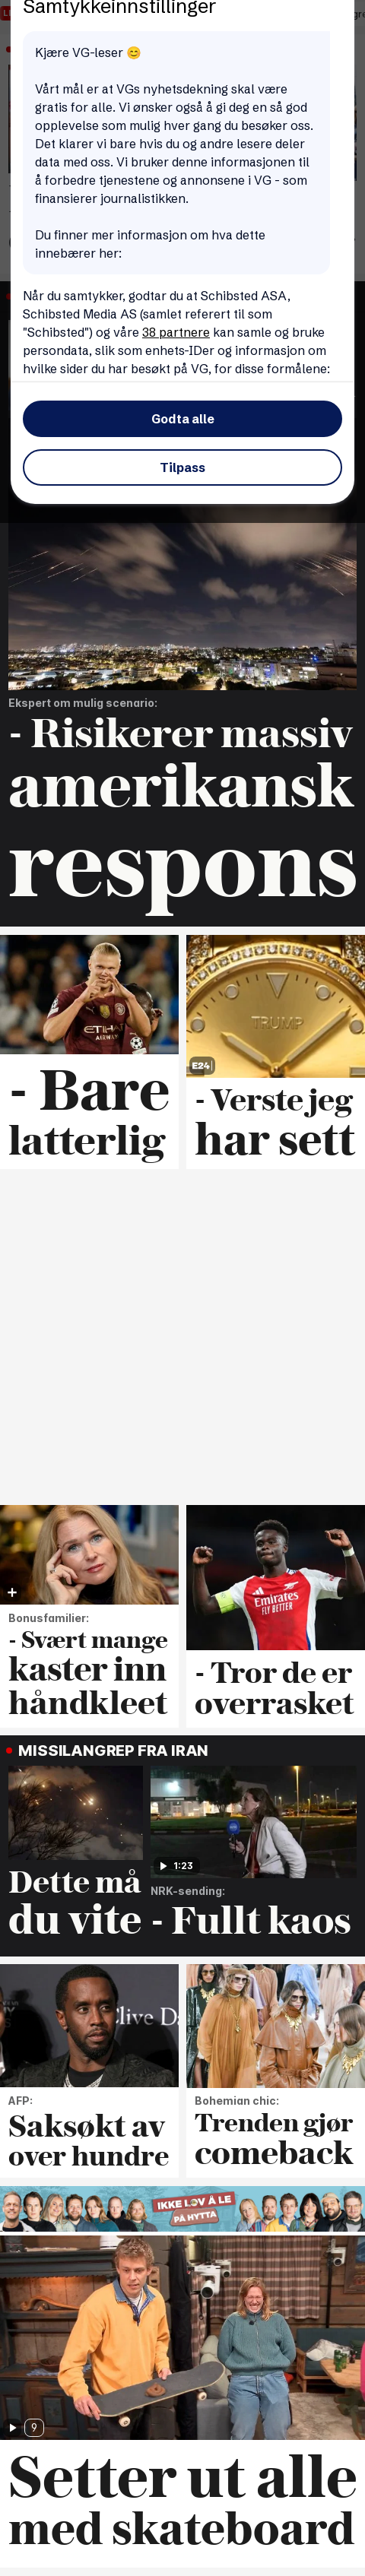 Samtykkeinnstillinger
Kjære VG-leser 😊
Vårt mål er at VGs nyhetsdekning skal være
gratis for alle. Vi ønsker også å gi deg en så god
opplevelse som mulig hver gang du besøker oss.
Det klarer vi bare hvis du og andre lesere deler
data med oss. Vi bruker denne informasjonen til
å forbedre tjenestene og annonsene i VG - som
finansierer journalistikken.
Du finner mer informasjon om hva dette
innebærer her:
Når du samtykker, godtar du at Schibsted ASA,
Schibsted Media AS (samlet referert til som
"Schibsted") og våre 38 partnere kan samle og bruke
persondata, slik som enhets-IDer og informasjon om
hvilke sider du har besøkt på VG, for disse formålene:
Godta alle
Tilpass
Ekspert om mulig scenario:
- Risikerer massiv
amerikansk
respons
ETIHAD
AIRWAYS
- Bare
latterlig
TRUMP
E24
- Verste jeg
har sett
Bonusfamilier:
- Svært mange
kaster inn
håndkleet
Emirates
FLY BETTER
- Tror de er
overrasket
MISSILANGREP FRA IRAN
Dette må
du vite
1:23
NRK-sending:
- Fullt kaos
Clive Da
AFP:
Saksøkt av
over hundre
Bohemian chic:
Trenden gjør
comeback
IKKE LOV Å LE
PÅ HYTTA
9
Setter ut alle
med skateboard